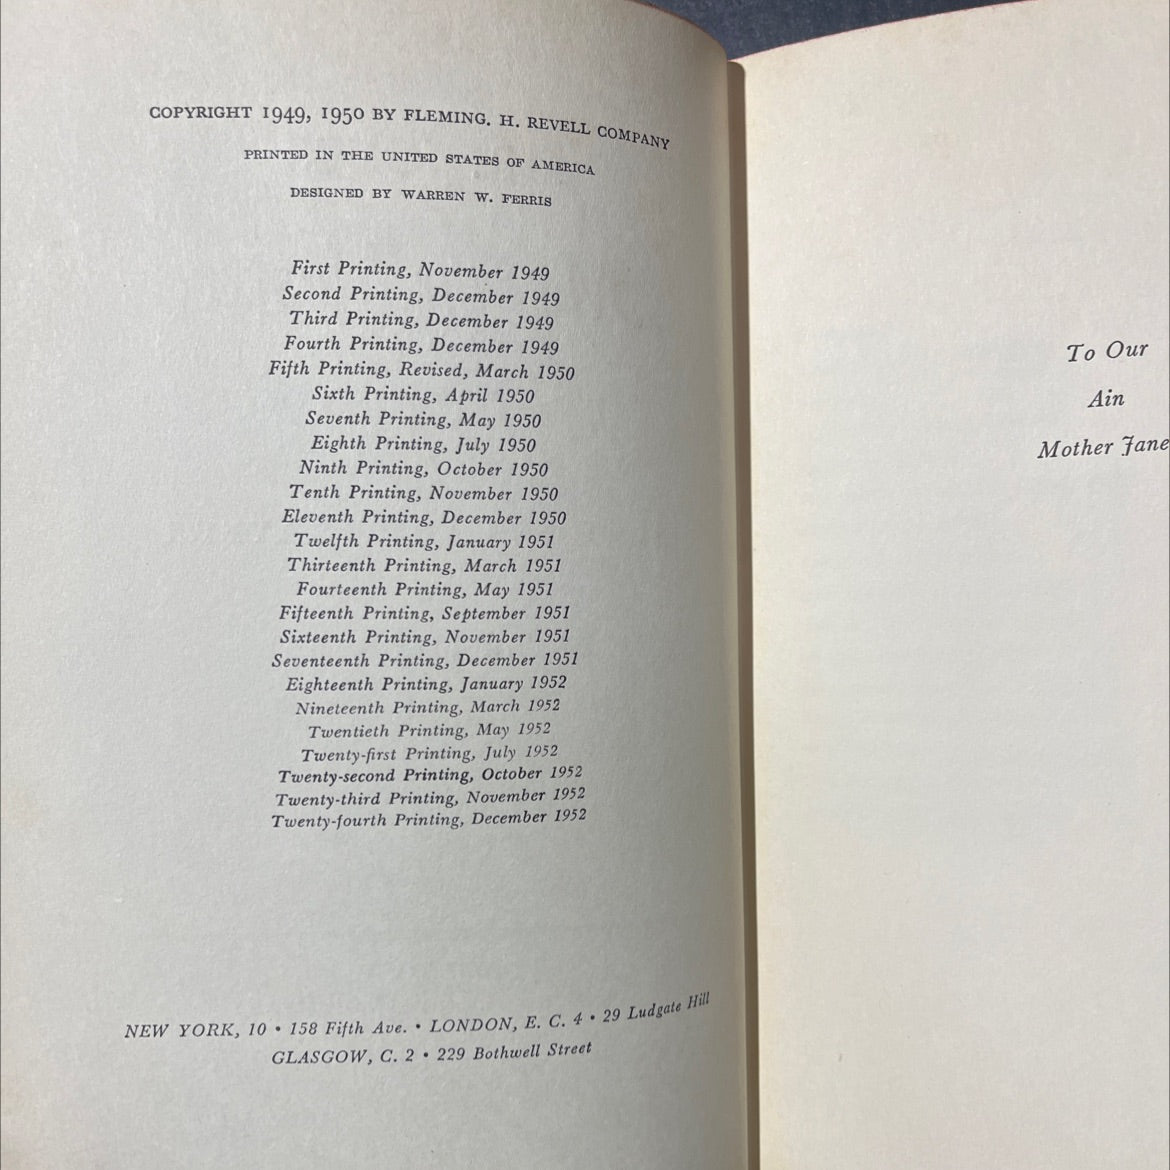 COPYRIGHT 1949, 1950 BY FLEMING. H. REVELL COMPANY
PRINTED IN THE UNITED STATES OF AMERICA
DESIGNED BY WARREN W. FERRIS
First Printing, November 1949
Second Printing, December 1949
Third Printing, December 1949
Fourth Printing, December 1949
Fifth Printing, Revised, March 1950
Sixth Printing, April 1950
Seventh Printing, May 1950
Eighth Printing, July 1950
Ninth Printing, October 1950
Tenth Printing, November 1950
Eleventh Printing, December 1950
Twelfth Printing, January 1951
Thirteenth Printing, March 1951
Fourteenth Printing, May 1951
Fifteenth Printing, September 1951
Sixteenth Printing, November 1951
Seventeenth Printing, December 1951
Eighteenth Printing, January 1952
Nineteenth Printing, March 1952
Twentieth Printing, May 1952
Twenty-first Printing, July 1952
Twenty-second Printing, October 1952
Twenty-third Printing, November 1952
Twenty-fourth Printing, December 1952
NEW YORK, 10 • 158 Fifth Ave. • LONDON, E. C. 4 • 29 Ludgate Hill
GLASGOW, C. 2 • 229 Bothwell Street
To Our
Ain
Mother Jane